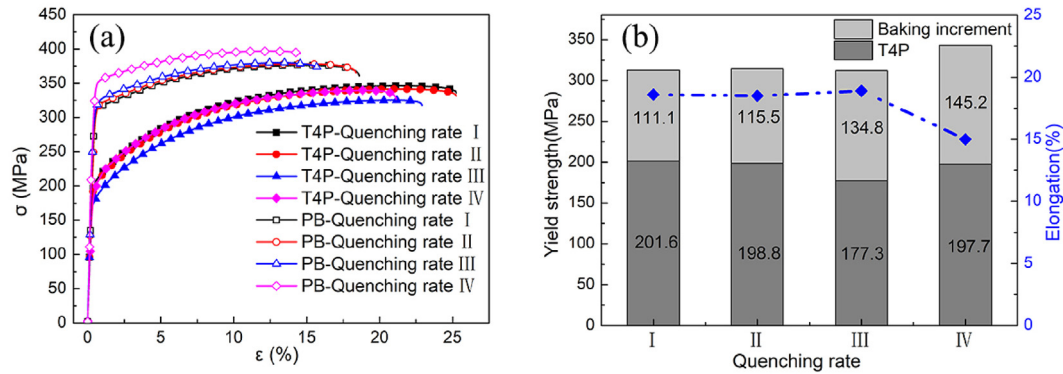 (a)
σ (MPa)
450
400
350
300
250
200
150
100
50
0
T4P-Quenching rate Ⅰ
T4P-Quenching rate Ⅱ
T4P-Quenching rate Ⅲ
T4P-Quenching rate Ⅳ
PB-Quenching rate Ⅰ
PB-Quenching rate Ⅱ
PB-Quenching rate Ⅲ
PB-Quenching rate Ⅳ
0 5 10 15 20 25
ε (%)
(b)
Baking increment
T4P
Yield strength(MPa)
350
300
250
200
150
100
50
0
111.1 115.5 134.8 145.2
201.6 198.8 177.3 197.7
Ⅰ Ⅱ Ⅲ Ⅳ
Quenching rate
25
20
15
10
5
0
Elongation(%)